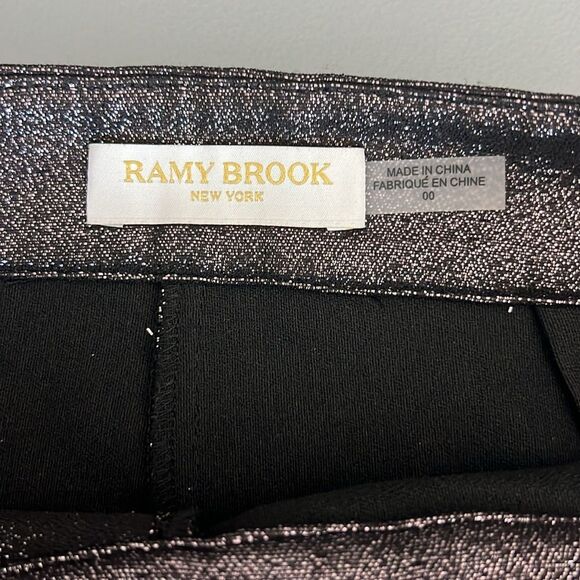 RAMY BROOK
NEW YORK
MADE IN CHINA
FABRIQUÉ EN CHINE
00